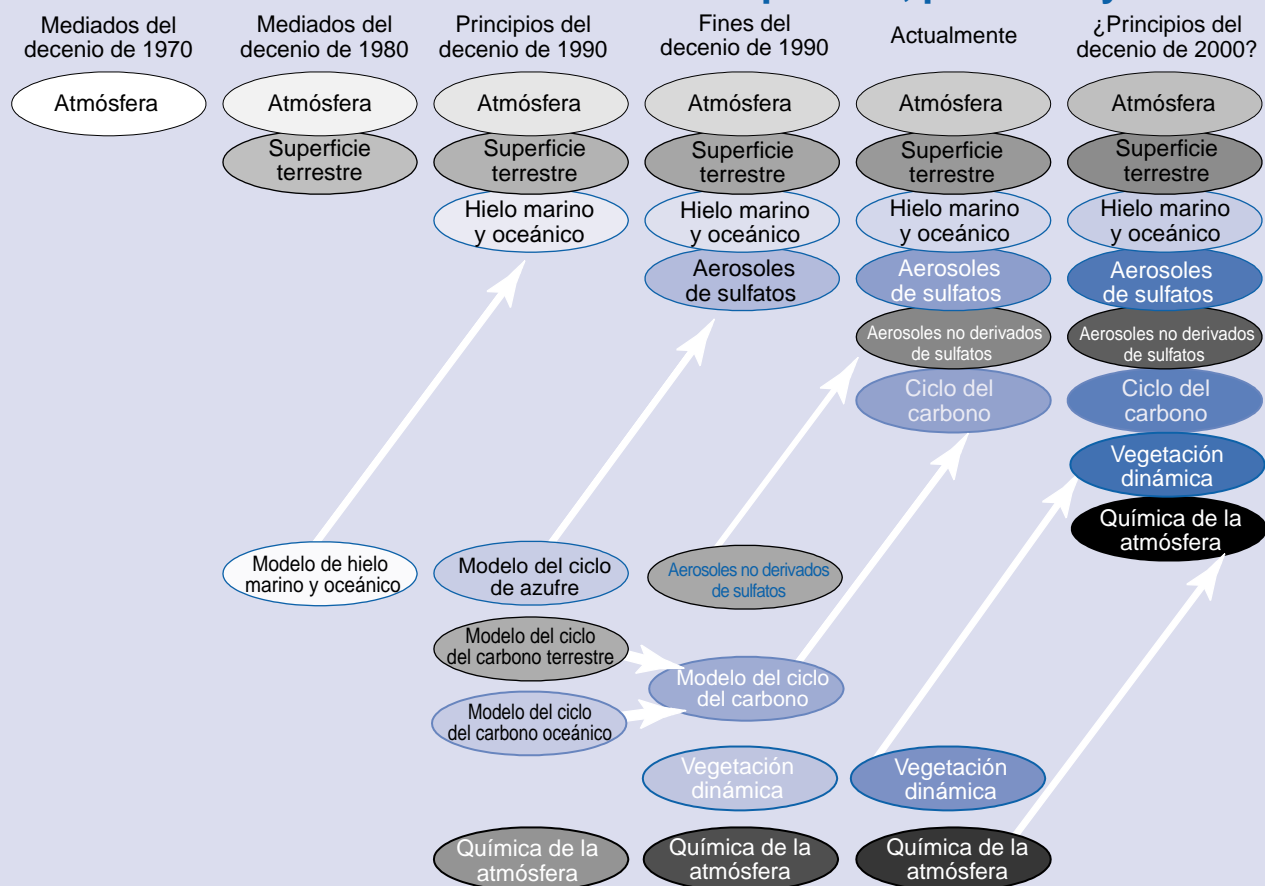 Mediados del
decenio de 1970
Mediados del
decenio de 1980
Principios del
decenio de 1990
Fines del
decenio de 1990
Actualmente
¿Principios del
decenio de 2000?
Atmósfera
Atmósfera
Atmósfera
Atmósfera
Atmósfera
Atmósfera
Superficie
terrestre
Superficie
terrestre
Superficie
terrestre
Superficie
terrestre
Superficie
terrestre
Hielo marino
y oceánico
Hielo marino
y oceánico
Hielo marino
y oceánico
Hielo marino
y oceánico
Aerosoles
de sulfatos
Aerosoles
de sulfatos
Aerosoles
de sulfatos
Aerosoles no derivados
de sulfatos
Aerosoles no derivados
de sulfatos
Ciclo del
carbono
Ciclo del
carbono
Vegetación
dinámica
Química de la
atmósfera
Modelo de hielo
marino y oceánico
Modelo del ciclo
de azufre
Aerosoles no derivados
de sulfatos
Modelo del ciclo
del carbono terrestre
Modelo del ciclo
del carbono
Modelo del ciclo
del carbono oceánico
Vegetación
dinámica
Vegetación
dinámica
Química de la
atmósfera
Química de la
atmósfera
Química de la
atmósfera